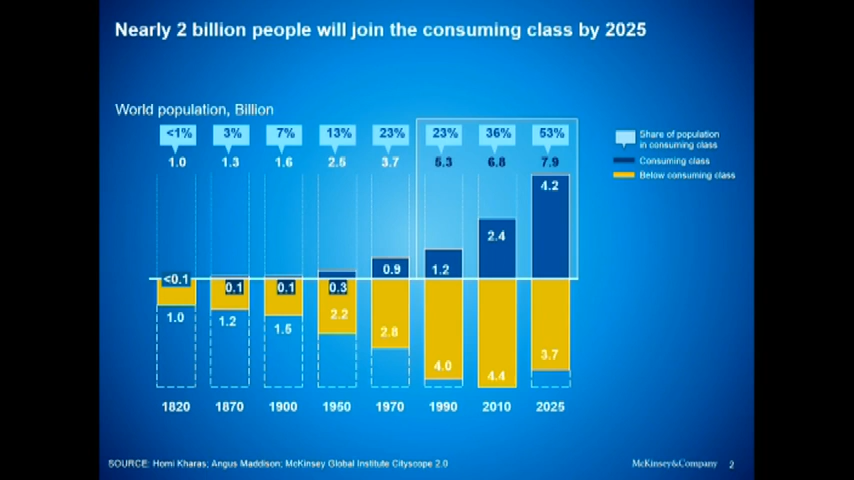 Nearly 2 billion people will join the consuming class by 2025
World population, Billion
<1% 3% 7% 13% 23% 23% 36% 53%
1.0 1.3 1.6 2.5 3.7 5.3 6.8 7.9
Share of population
in consuming class
Consuming class
Below consuming class
4.2
2.4
0.9 1.2
<0.1 0.1 0.1 0.3
1.0 1.2 1.5 2.2 2.8
4.0 4.4 3.7
1820 1870 1900 1950 1970 1990 2010 2025
SOURCE: Homi Kharas; Angus Maddison; McKinsey Global Institute Cityscope 2.0
McKinsey&Company 2